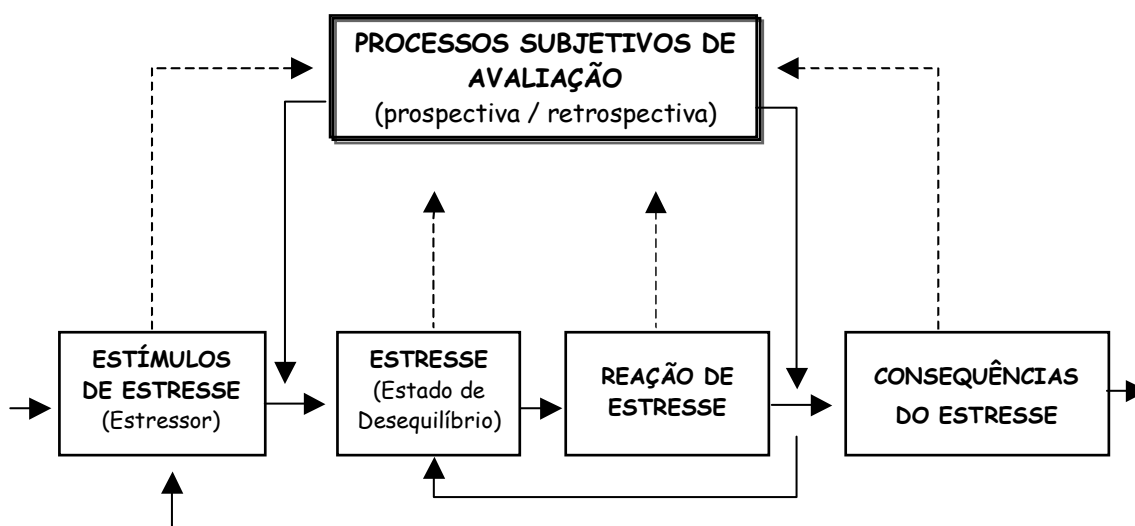 PROCESSOS SUBJETIVOS DE
AVALIAÇÃO
(prospectiva / retrospectiva)
ESTÍMULOS
DE ESTRESSE
(Estressor)
ESTRESSE
(Estado de
Desequilíbrio)
REAÇÃO DE
ESTRESSE
CONSEQUÊNCIAS
DO ESTRESSE